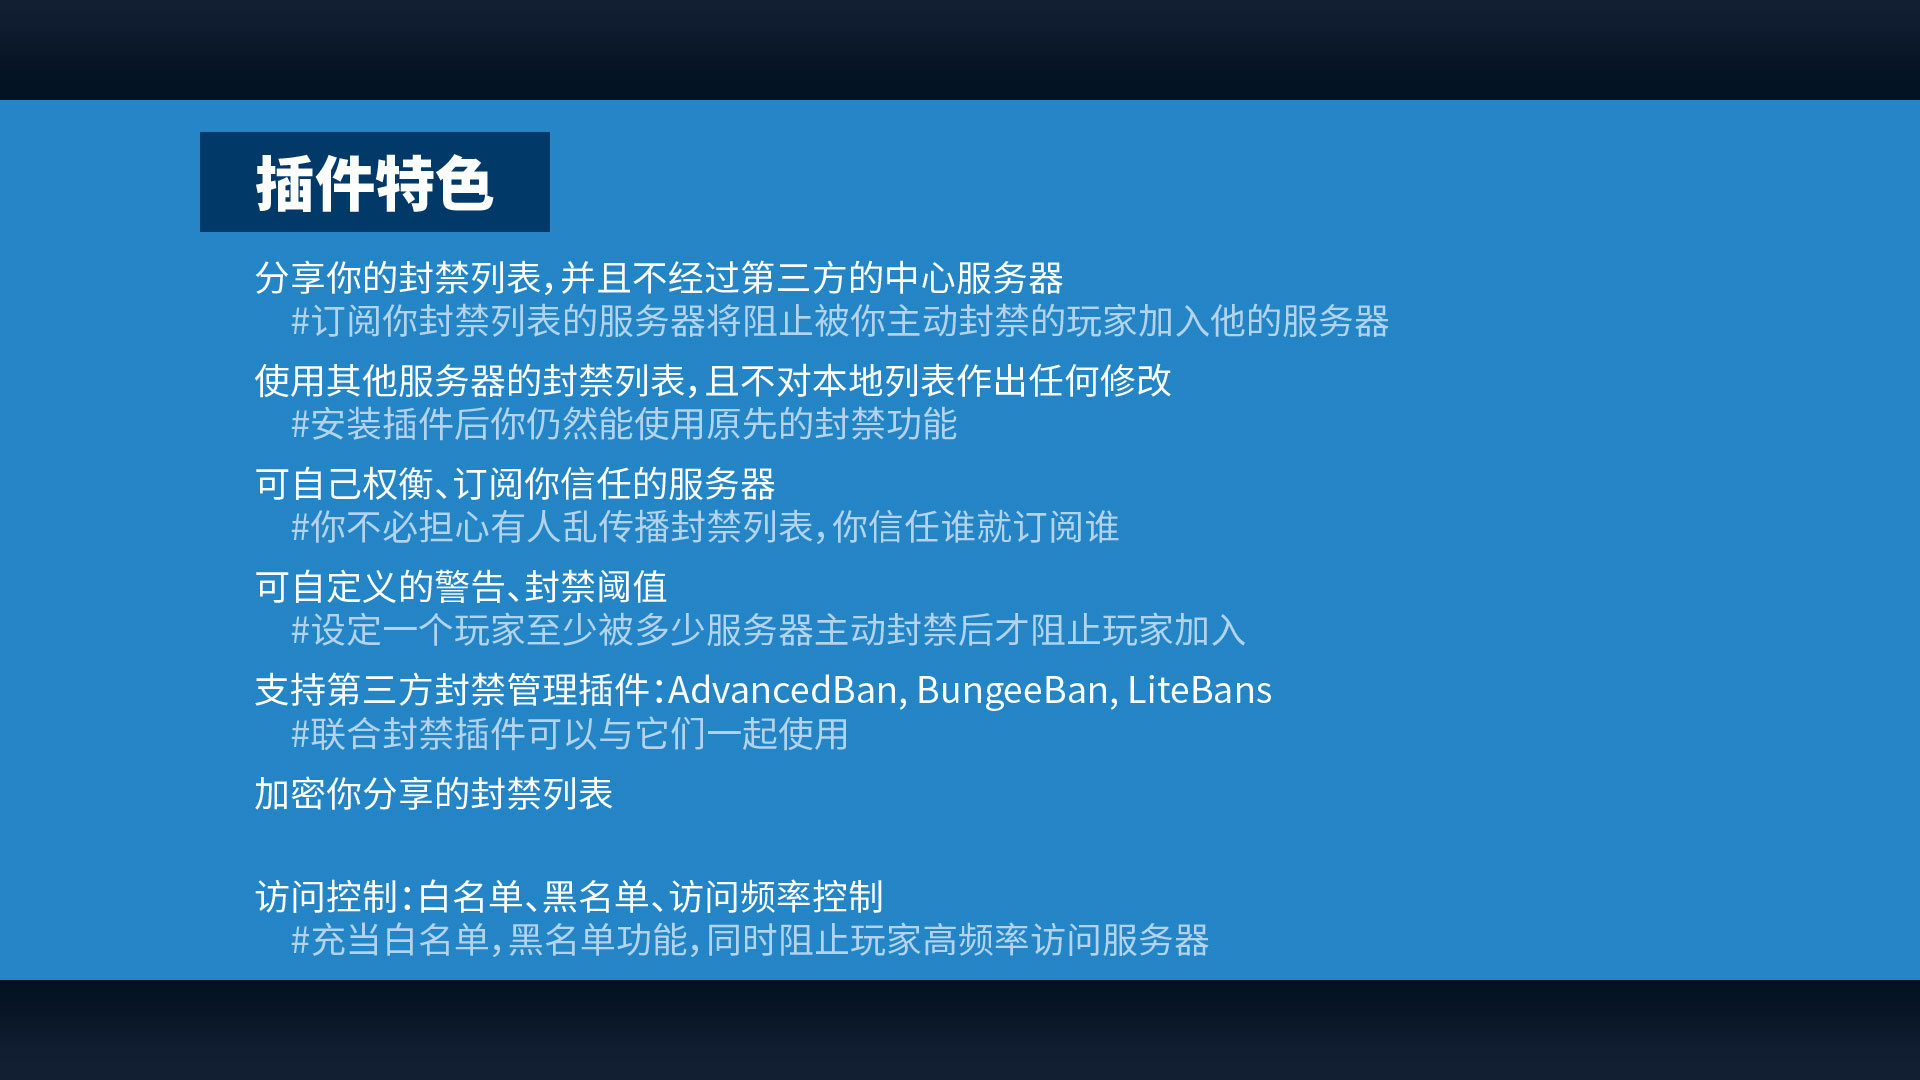 插件特色
分享你的封禁列表，并且不经过第三方的中心服务器
#订阅你封禁列表的服务器将阻止被你主动封禁的玩家加入他的服务器
使用其他服务器的封禁列表，且不对本地列表作出任何修改
#安装插件后你仍然能使用原先的封禁功能
可自己权衡、订阅你信任的服务器
#你不必担心有人乱传播封禁列表，你信任谁就订阅谁
可自定义的警告、封禁阈值
#设定一个玩家至少被多少服务器主动封禁后才阻止玩家加入
支持第三方封禁管理插件：AdvancedBan, BungeeBan, LiteBans
#联合封禁插件可以与它们一起使用
加密你分享的封禁列表
访问控制：白名单、黑名单、访问频率控制
#充当白名单，黑名单功能，同时阻止玩家高频率访问服务器